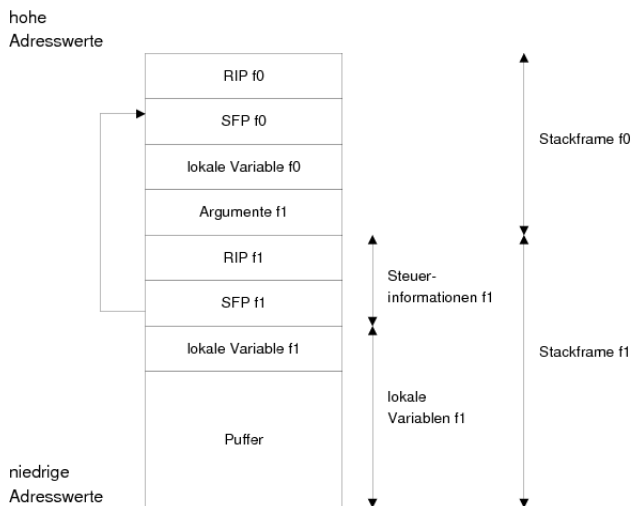 hohe
Adresswerte
RIP f0
SFP f0
lokale Variable f0
Argumente f1
RIP f1
SFP f1
lokale Variable f1
Puffer
Steuer-
informationen f1
lokale
Variablen f1
Stackframe f0
Stackframe f1
niedrige
Adresswerte